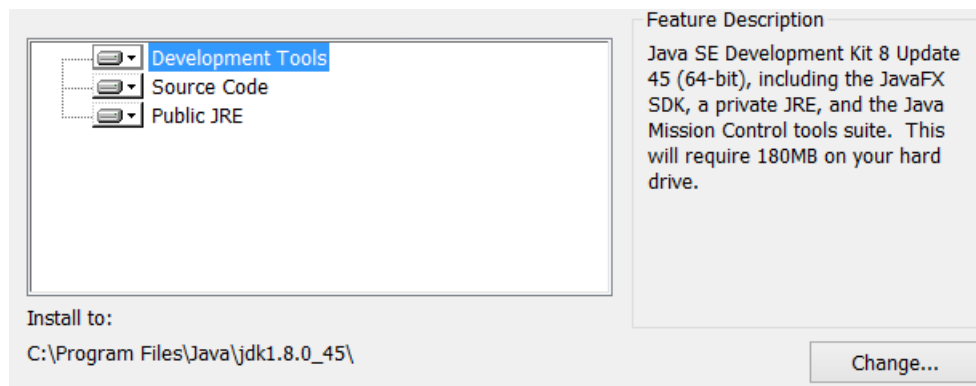 Development Tools
Source Code
Public JRE
Feature Description
Java SE Development Kit 8 Update
45 (64-bit), including the JavaFX
SDK, a private JRE, and the Java
Mission Control tools suite.  This
will require 180MB on your hard
drive.
Install to:
C:\Program Files\Java\jdk1.8.0_45\
Change...